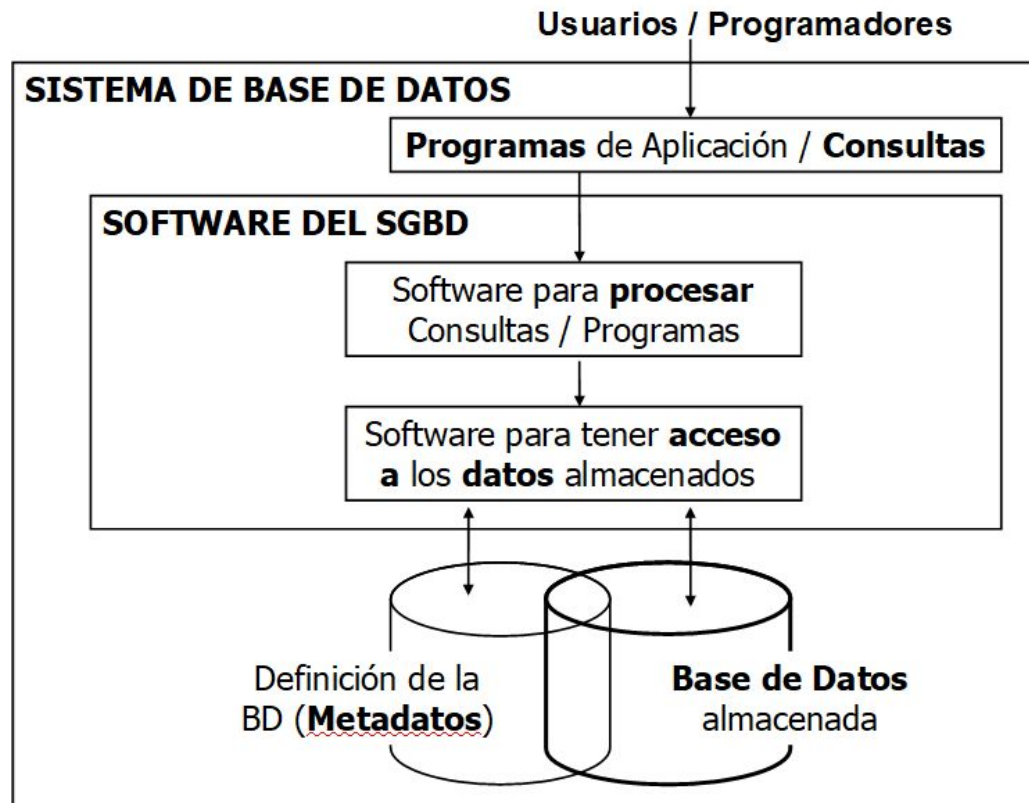 Usuarios / Programadores
SISTEMA DE BASE DE DATOS
Programas de Aplicación / Consultas
SOFTWARE DEL SGBD
Software para procesar
Consultas / Programas
Software para tener acceso
a los datos almacenados
Definición de la
BD (Metadatos)
Base de Datos
almacenada